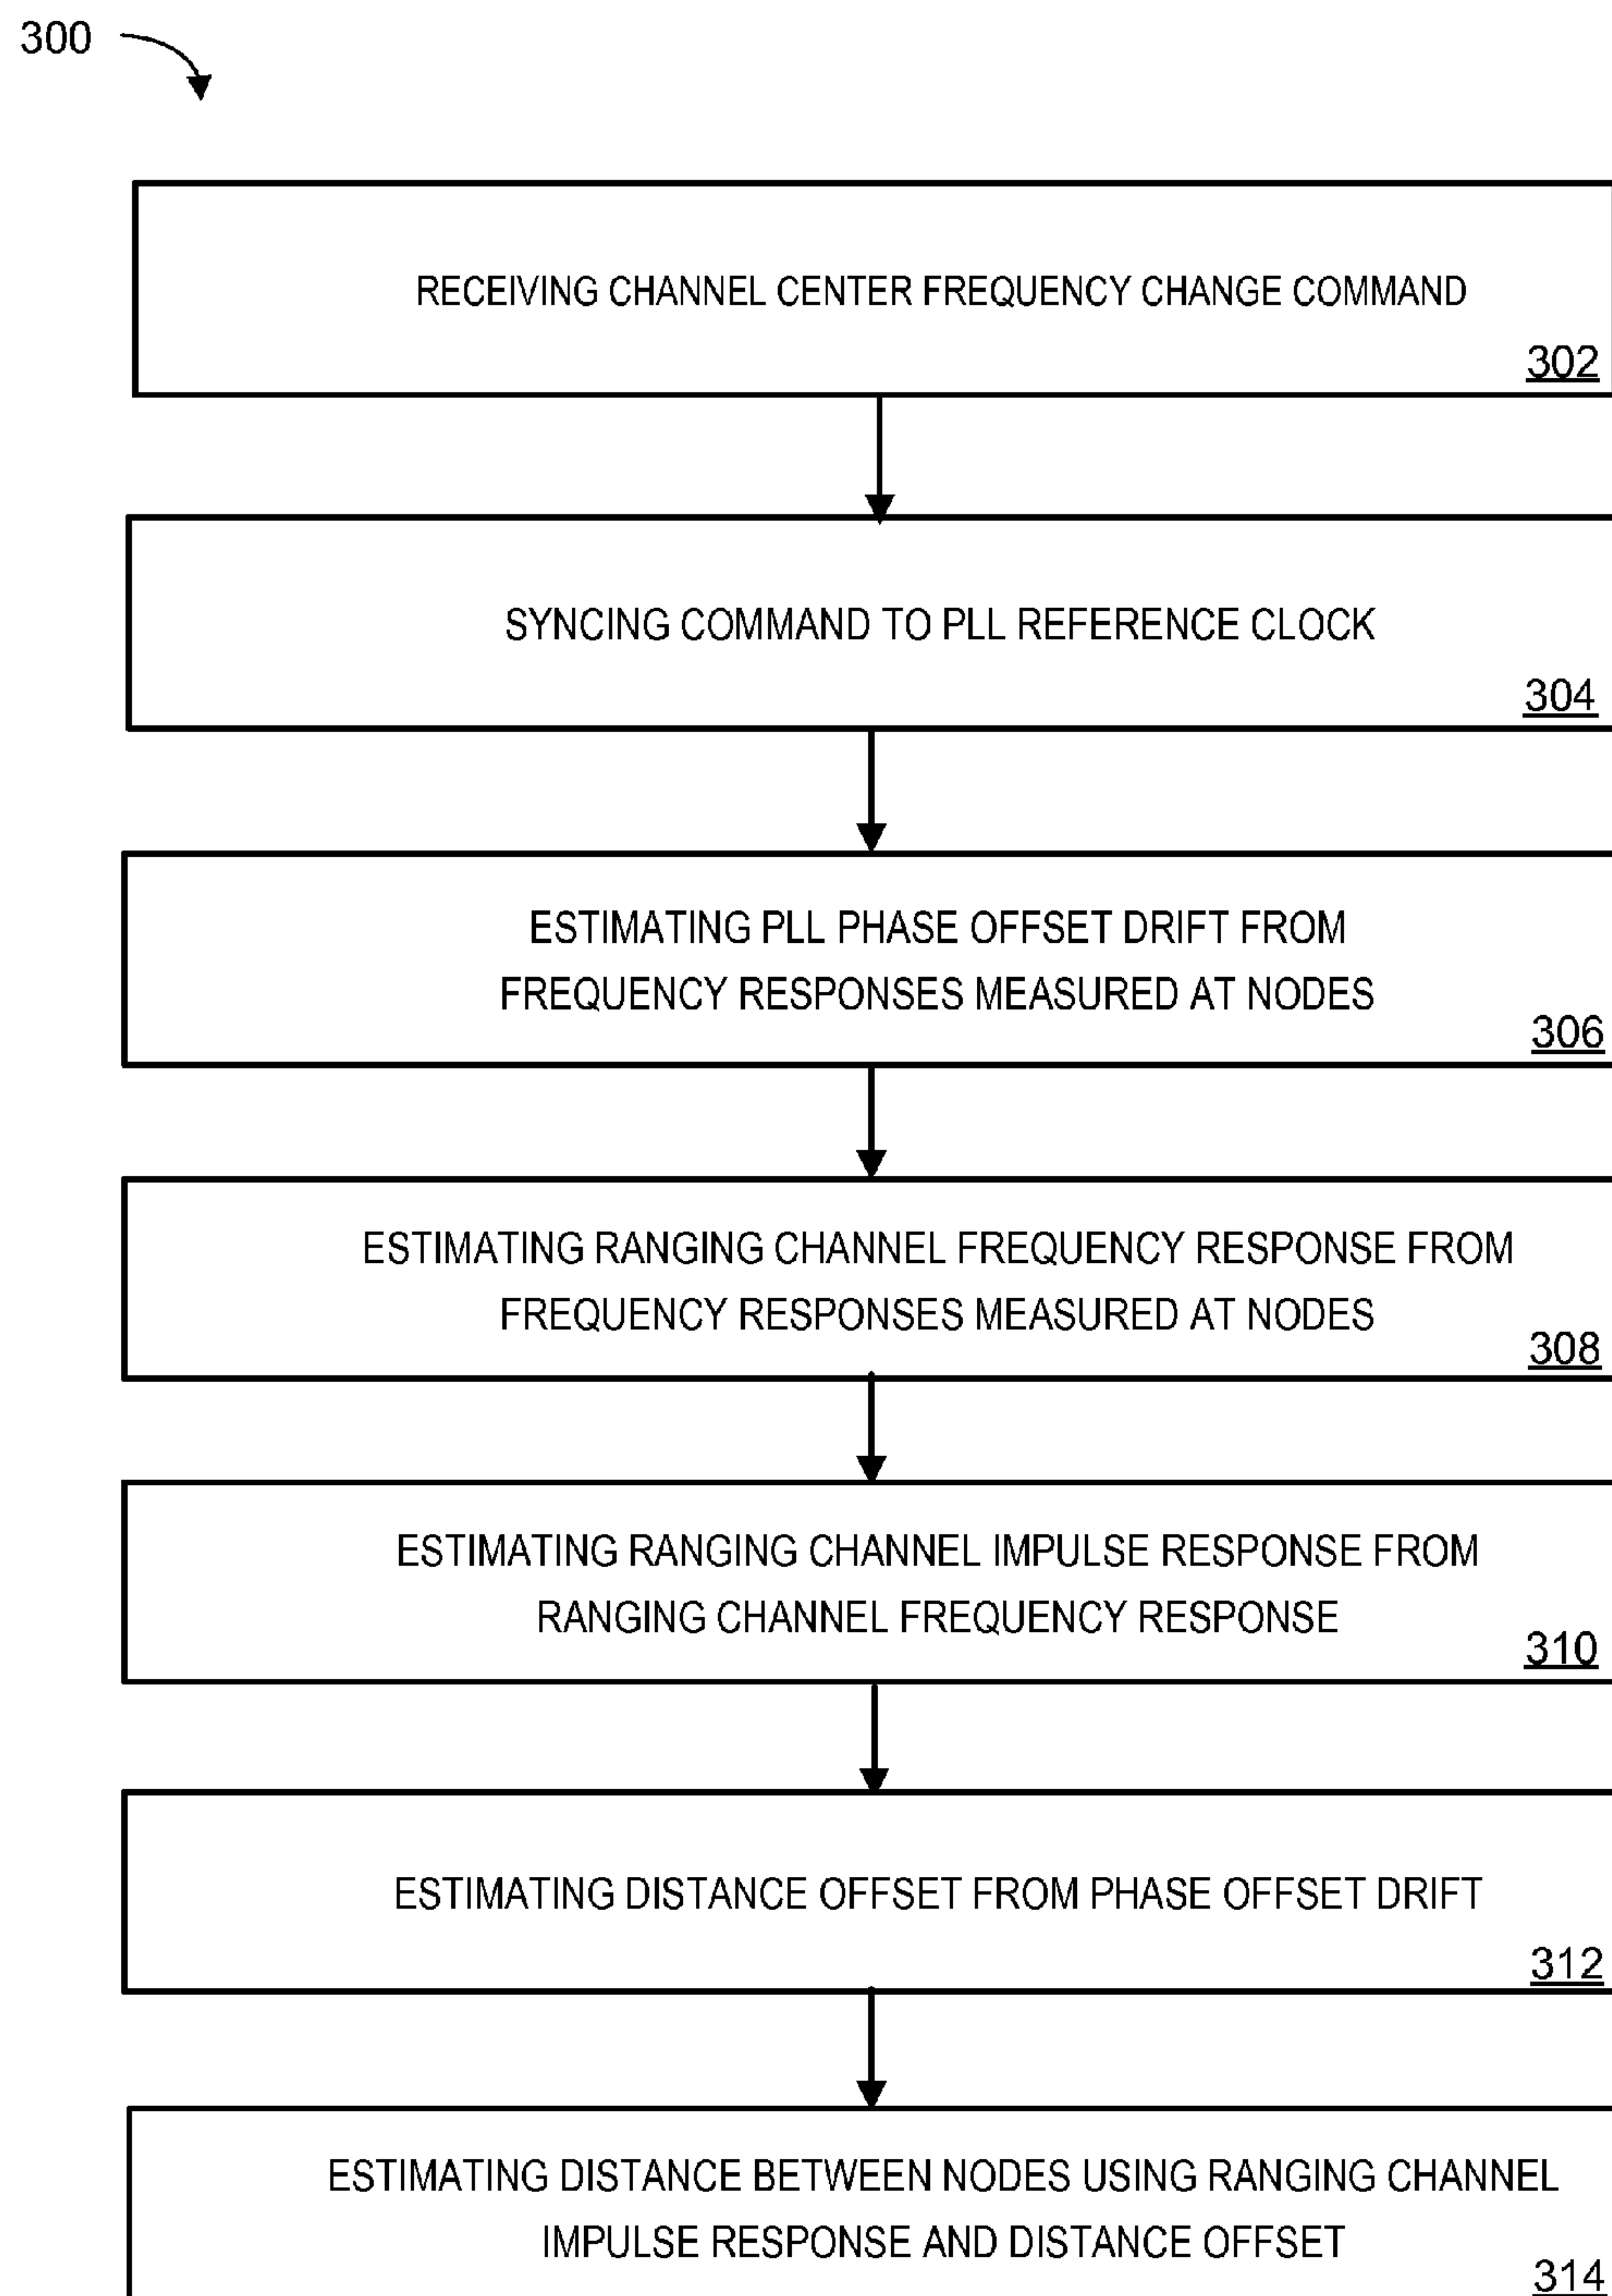 300
RECEIVING CHANNEL CENTER FREQUENCY CHANGE COMMAND
302
SYNCING COMMAND TO PLL REFERENCE CLOCK
304
ESTIMATING PLL PHASE OFFSET DRIFT FROM
FREQUENCY RESPONSES MEASURED AT NODES
306
ESTIMATING RANGING CHANNEL FREQUENCY RESPONSE FROM
FREQUENCY RESPONSES MEASURED AT NODES
308
ESTIMATING RANGING CHANNEL IMPULSE RESPONSE FROM
RANGING CHANNEL FREQUENCY RESPONSE
310
ESTIMATING DISTANCE OFFSET FROM PHASE OFFSET DRIFT
312
ESTIMATING DISTANCE BETWEEN NODES USING RANGING CHANNEL
IMPULSE RESPONSE AND DISTANCE OFFSET
314